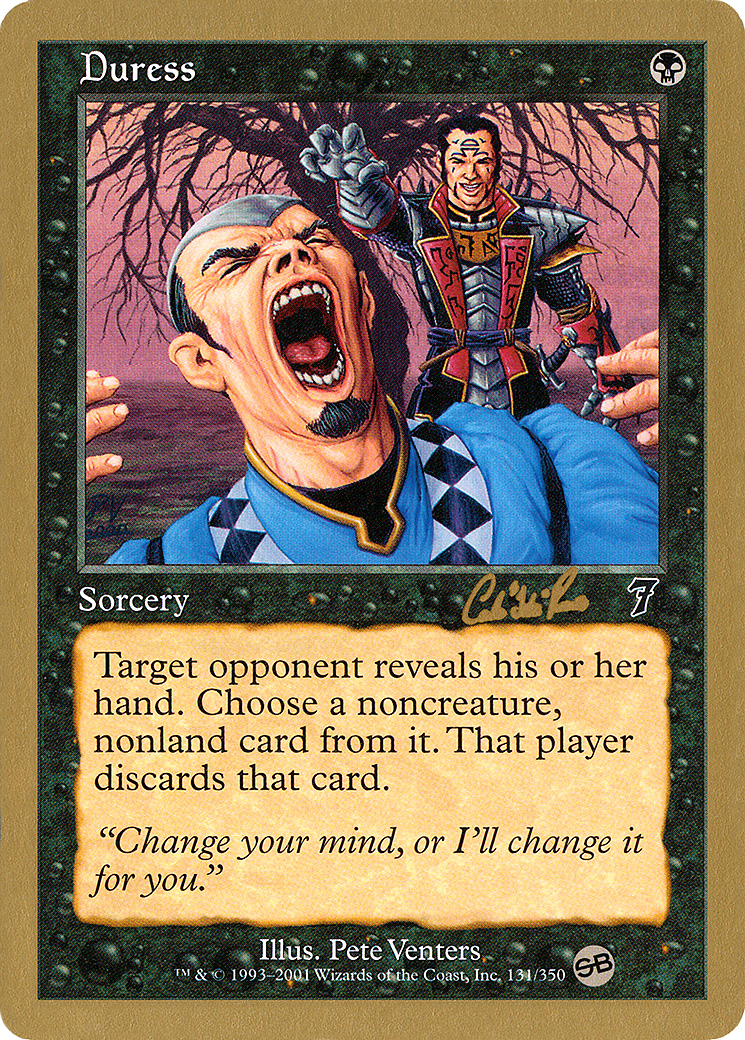 Duress
Sorcery
7
Target opponent reveals his or her
hand. Choose a noncreature,
nonland card from it. That player
discards that card.
“Change your mind, or I’ll change it
for you.”
Illus. Pete Venters
™ & © 1993–2001 Wizards of the Coast, Inc. 131/350
SB